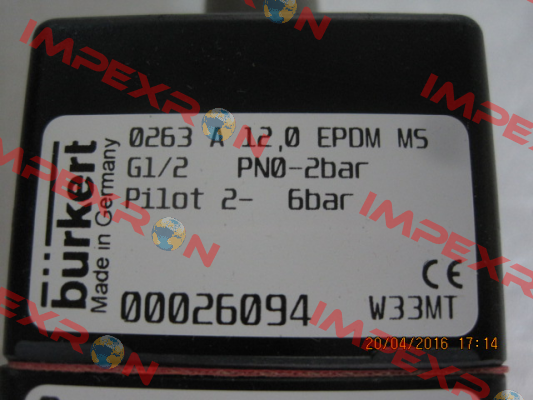 IMPEXRON
IMPEXRON
IMPEXRON
IMPEXRON
IMPEXRON
burkert
Made in Germany
0263 A 12,0 EPDM MS
G1/2 PN0-2bar
Pilot 2- 6bar
CE
00026094 W33MT
20/04/2016 17:14